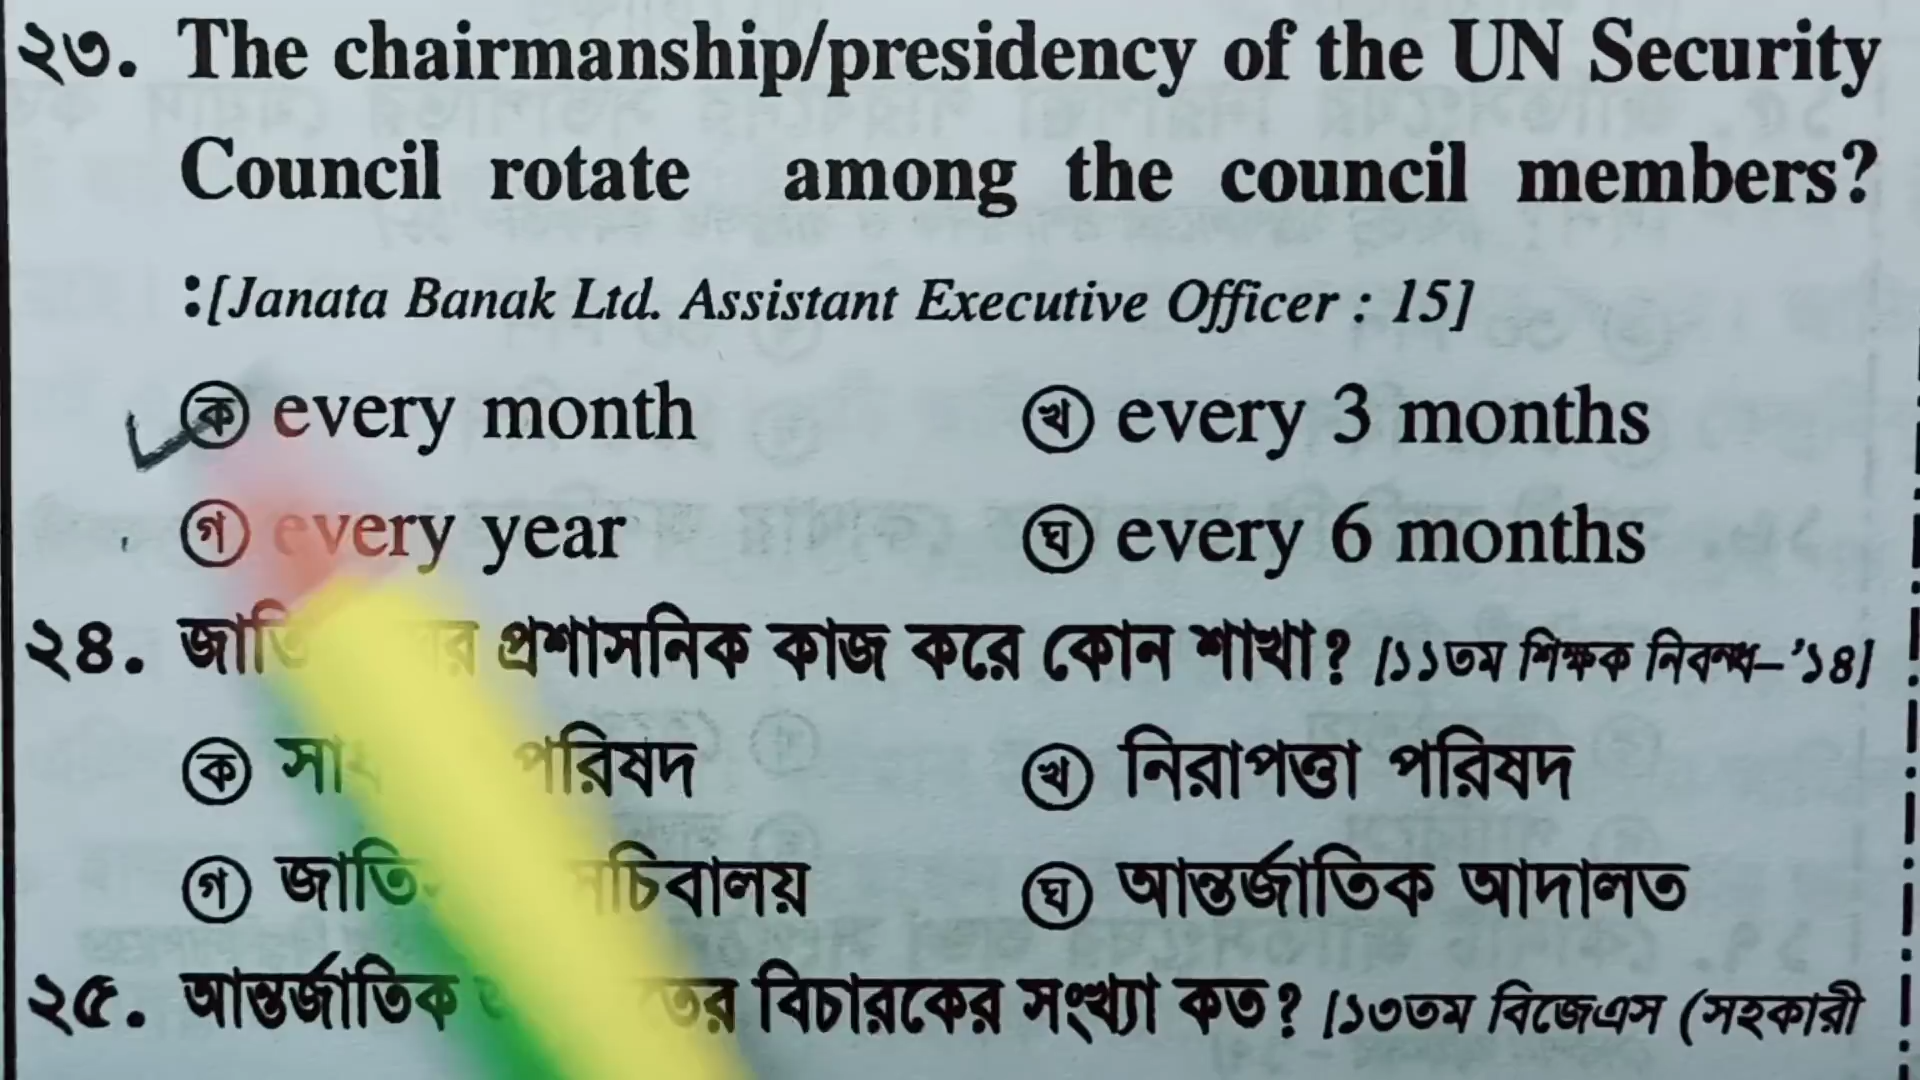 ২৩. The chairmanship/presidency of the UN Security
Council rotate among the council members?
:[Janata Banak Ltd. Assistant Executive Officer : 15]
ক every month খ every 3 months
গ every year ঘ every 6 months
২৪. প্রশাসনিক কাজ করে কোন শাখা? [১১তম শিক্ষক নিবন্ধ–’১৪]
ক পরিষদ খ নিরাপত্তা পরিষদ
গ সচিবালয় ঘ আন্তর্জাতিক আদালত
২৫. আন্তর্জাতিক বিচারকের সংখ্যা কত? [১৩তম বিজেএস (সহকারী